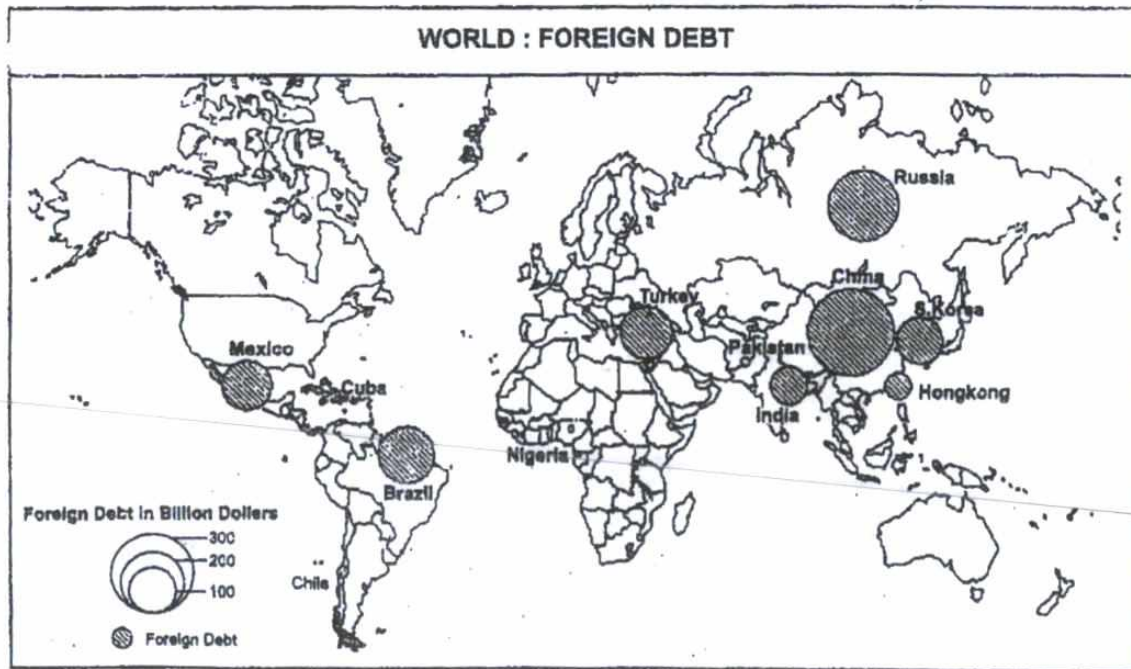 WORLD : FOREIGN DEBT
Russia
China
Turkey
S.Korea
Mexico
Pakistan
Cuba
India
Hongkong
Nigeria
Brazil
Foreign Debt in Billion Dollers
300
200
100
Chile
Foreign Debt